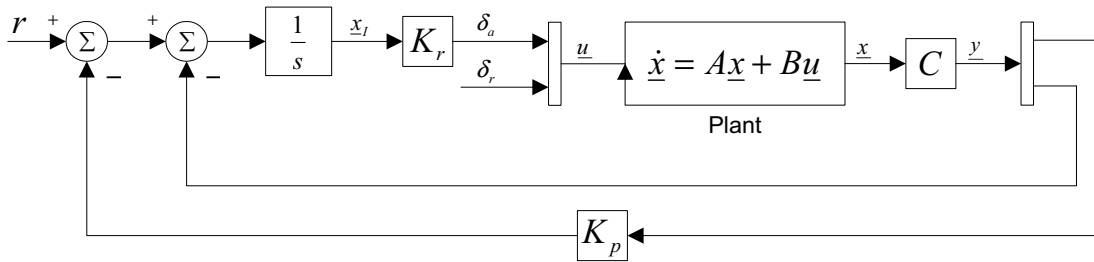 r
+
Σ
−
+
Σ
−
1
s
x_I
K_r
δ_a
δ_r
u
ẋ = Ax + Bu
Plant
x
C
y
K_p